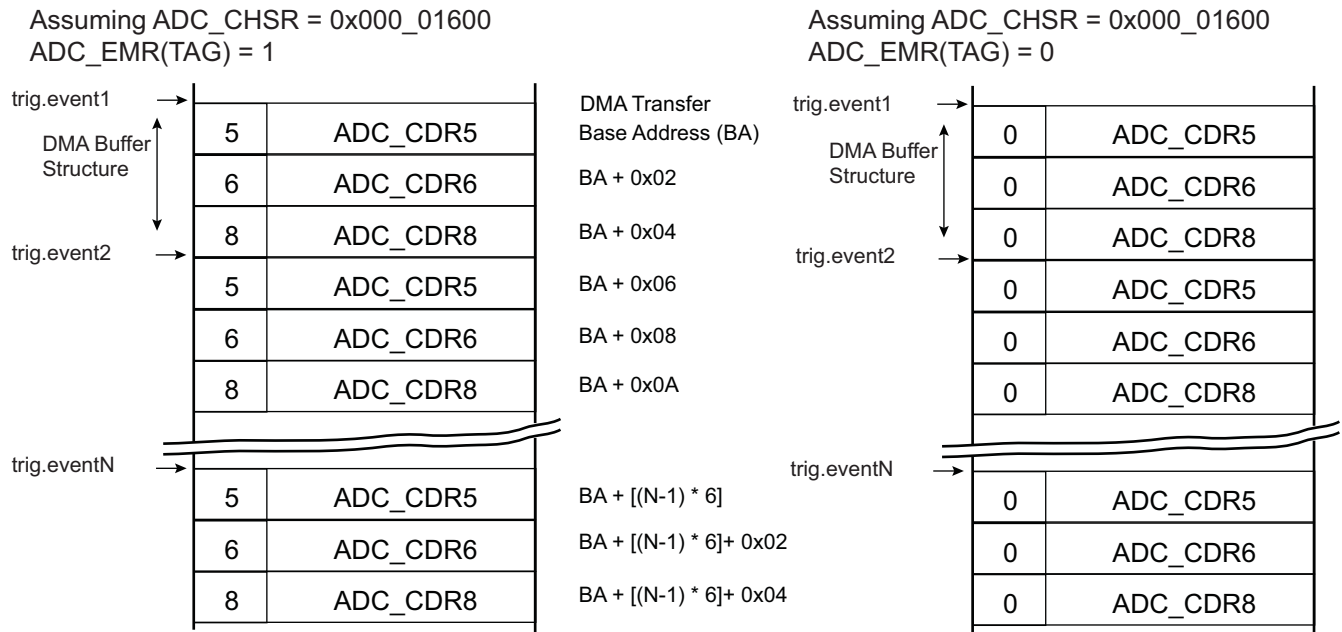 Assuming ADC_CHSR = 0x000_01600
ADC_EMR(TAG) = 1
trig.event1
DMA Buffer
Structure
5 ADC_CDR5
6 ADC_CDR6
8 ADC_CDR8
trig.event2
5 ADC_CDR5
6 ADC_CDR6
8 ADC_CDR8
trig.eventN
5 ADC_CDR5
6 ADC_CDR6
8 ADC_CDR8
DMA Transfer
Base Address (BA)
BA + 0x02
BA + 0x04
BA + 0x06
BA + 0x08
BA + 0x0A
BA + [(N-1) * 6]
BA + [(N-1) * 6]+ 0x02
BA + [(N-1) * 6]+ 0x04
Assuming ADC_CHSR = 0x000_01600
ADC_EMR(TAG) = 0
trig.event1
DMA Buffer
Structure
0 ADC_CDR5
0 ADC_CDR6
0 ADC_CDR8
trig.event2
0 ADC_CDR5
0 ADC_CDR6
0 ADC_CDR8
trig.eventN
0 ADC_CDR5
0 ADC_CDR6
0 ADC_CDR8